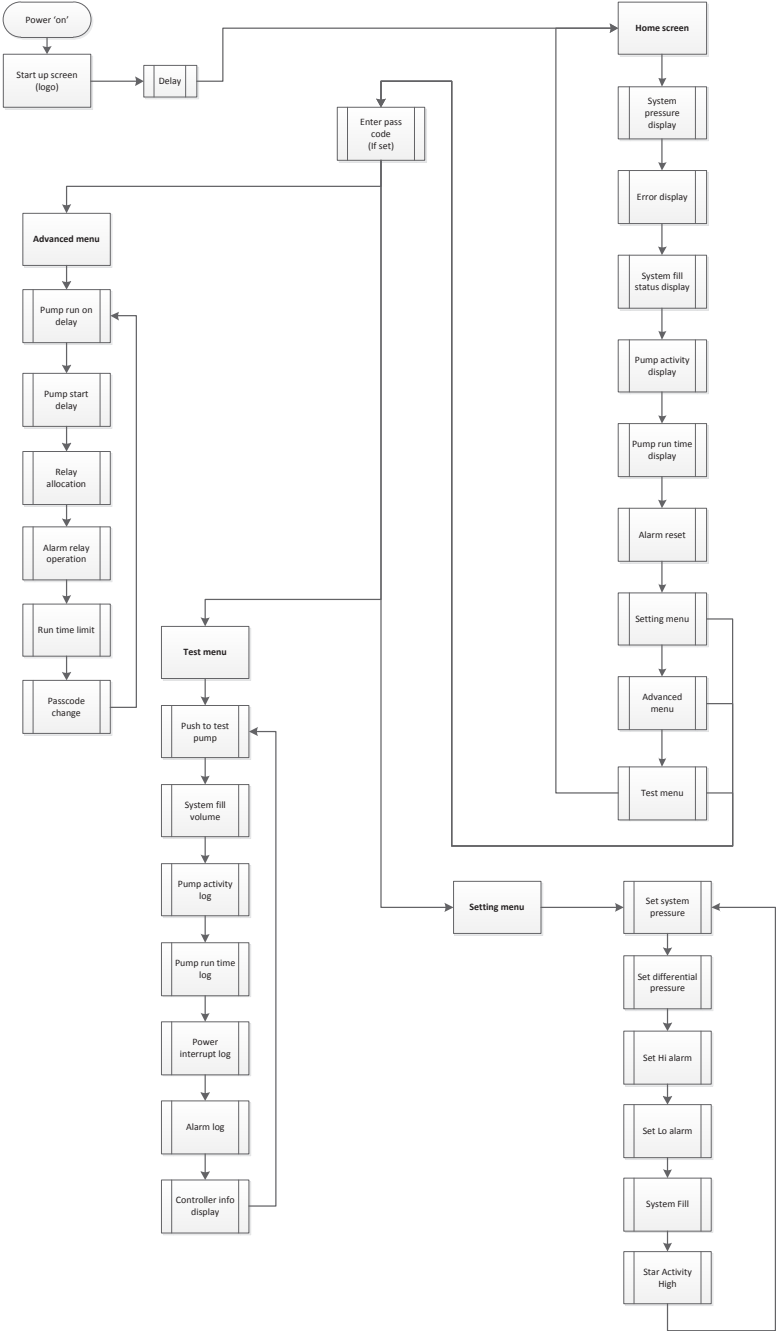 Power ‘on’
Start up screen
(logo)
Delay
Home screen
System
pressure
display
Error display
System fill
status display
Pump activity
display
Pump run time
display
Alarm reset
Setting menu
Advanced
menu
Test menu
Enter pass
code
(If set)
Advanced menu
Pump run on
delay
Pump start
delay
Relay
allocation
Alarm relay
operation
Run time limit
Passcode
change
Test menu
Push to test
pump
System fill
volume
Pump activity
log
Pump run time
log
Power
interrupt log
Alarm log
Controller info
display
Setting menu
Set system
pressure
Set differential
pressure
Set Hi alarm
Set Lo alarm
System Fill
Star Activity
High